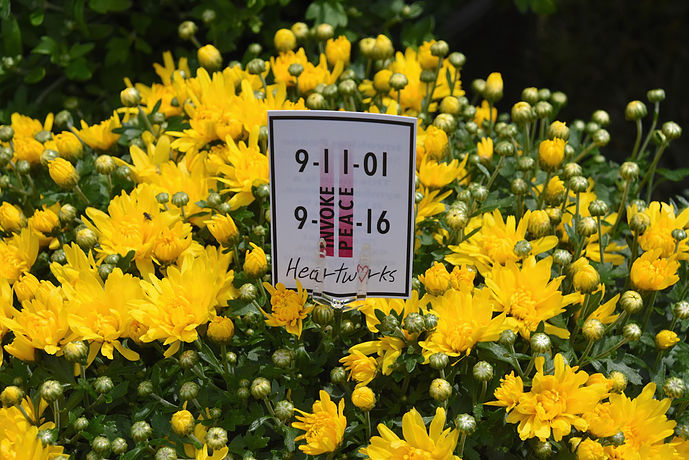 9-11-01
INVOKE
PEACE
9-11-16
Heartworks